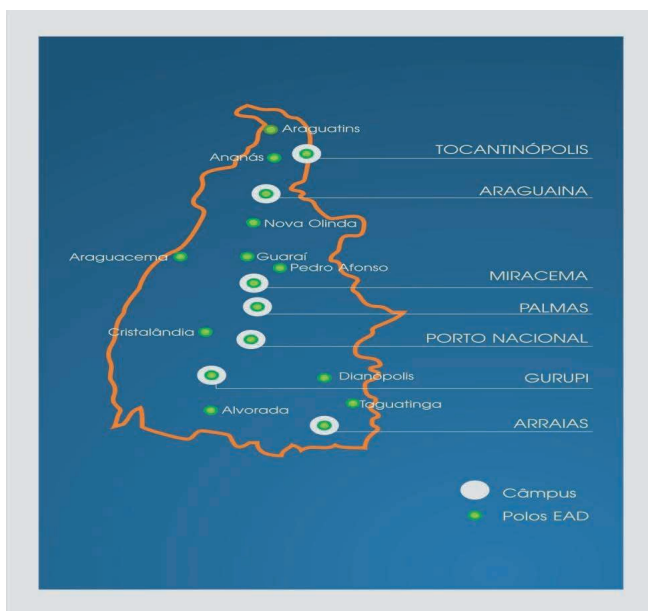 Araguatins
TOCANTINÓPOLIS
Ananás
ARAGUAINA
Nova Olinda
Araguacema
Guaraí
Pedro Afonso
MIRACEMA
PALMAS
Cristalândia
PORTO NACIONAL
Dianópolis
GURUPI
Alvorada
Taguatinga
ARRAIAS
Câmpus
Polos EAD